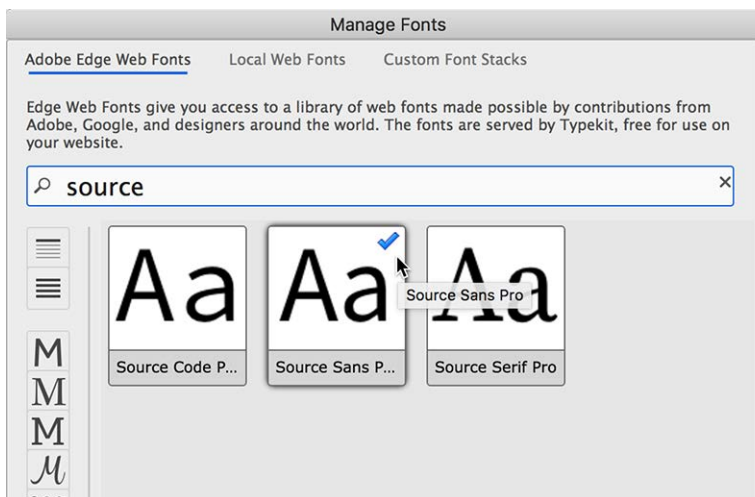 Manage Fonts
Adobe Edge Web Fonts Local Web Fonts Custom Font Stacks
Edge Web Fonts give you access to a library of web fonts made possible by contributions from
Adobe, Google, and designers around the world. The fonts are served by Typekit, free for use on
your website.
source
Aa Aa Aa
Source Sans Pro
Source Code P... Source Sans P... Source Serif Pro
M
M
M
M